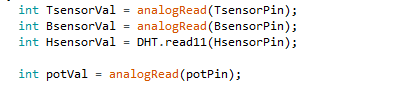 int TsensorVal = analogRead(TsensorPin);
int BsensorVal = analogRead(BsensorPin);
int HsensorVal = DHT.read11(HsensorPin);
int potVal = analogRead(potPin);